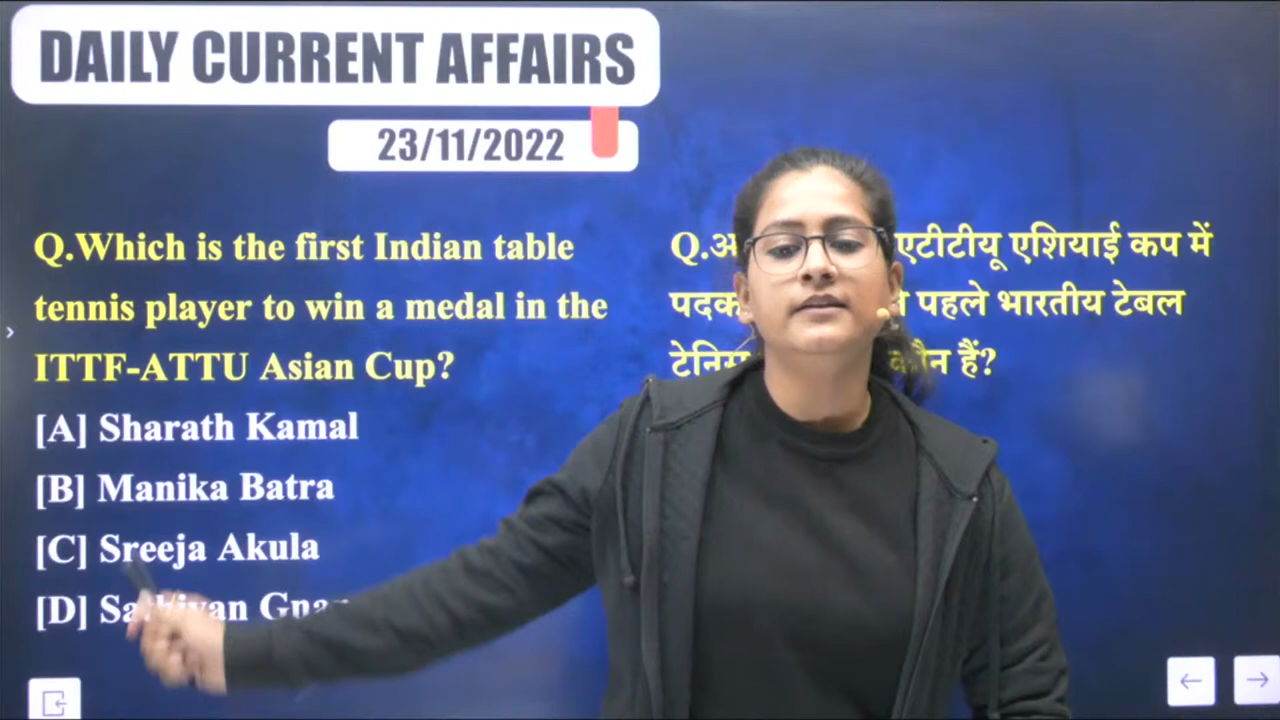 DAILY CURRENT AFFAIRS
23/11/2022
Q.Which is the first Indian table
tennis player to win a medal in the
ITTF-ATTU Asian Cup?
[A] Sharath Kamal
[B] Manika Batra
[C] Sreeja Akula
[D]
Q. एटीटीयू एशियाई कप में
पहले भारतीय टेबल
हैं?